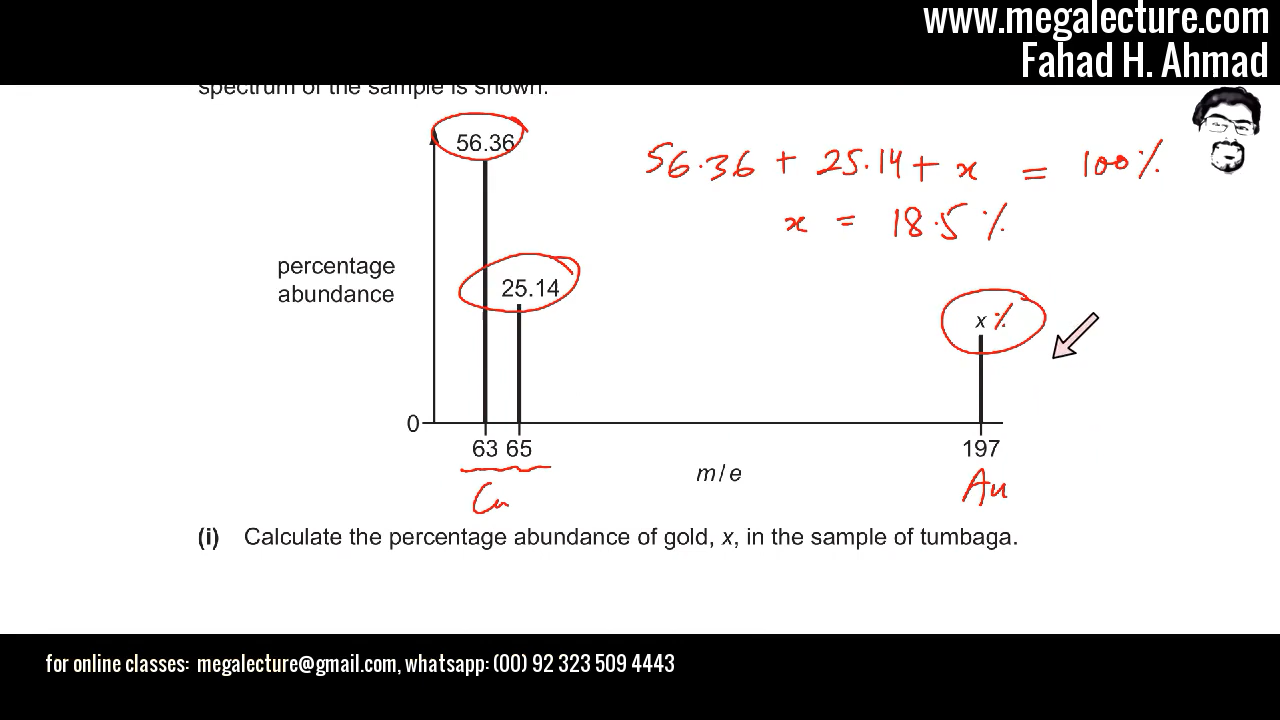 www.megalecture.com
Fahad H. Ahmad
spectrum of the sample is shown.
56.36
56.36 + 25.14 + x = 100%
x = 18.5 %
percentage
abundance
25.14
x %
0
63 65
197
m / e
Cu
Au
(i) Calculate the percentage abundance of gold, x, in the sample of tumbaga.
for online classes: megalecture@gmail.com, whatsapp: (00) 92 323 509 4443